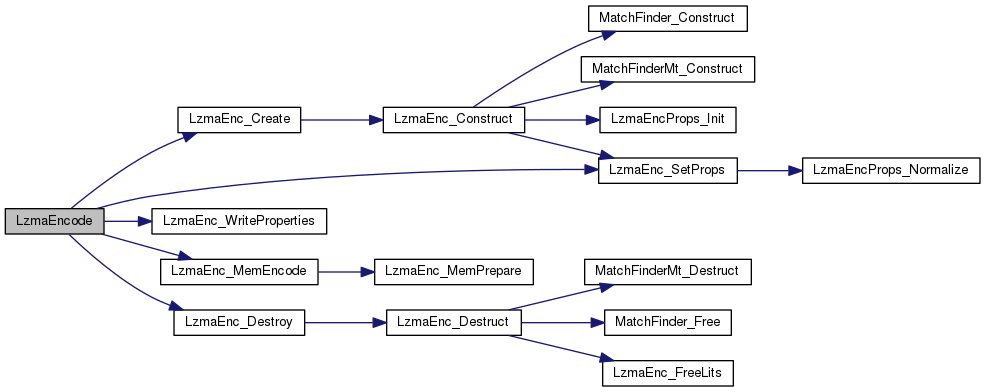 MatchFinder_Construct
MatchFinderMt_Construct
LzmaEnc_Create
LzmaEnc_Construct
LzmaEncProps_Init
LzmaEnc_SetProps
LzmaEncProps_Normalize
LzmaEncode
LzmaEnc_WriteProperties
LzmaEnc_MemEncode
LzmaEnc_MemPrepare
MatchFinderMt_Destruct
LzmaEnc_Destroy
LzmaEnc_Destruct
MatchFinder_Free
LzmaEnc_FreeLits